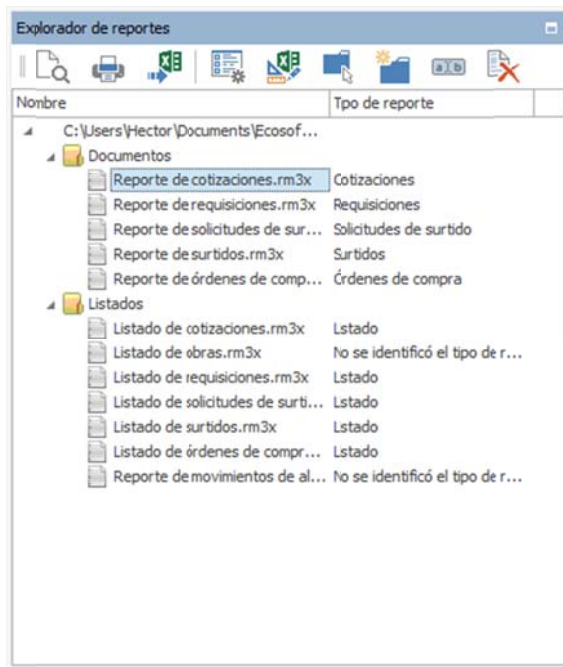 Explorador de reportes
a b
Nombre Tipo de reporte
C:\Users\Hector\Documents\Ecosof...
Documentos
Reporte de cotizaciones.rm3x Cotizaciones
Reporte de requisiciones.rm3x Requisiciones
Reporte de solicitudes de sur... Solicitudes de surtido
Reporte de surtidos.rm3x Surtidos
Reporte de órdenes de comp... Órdenes de compra
Listados
Listado de cotizaciones.rm3x Lstado
Listado de obras.rm3x No se identificó el tipo de r...
Listado de requisiciones.rm3x Lstado
Listado de solicitudes de surti... Lstado
Listado de surtidos.rm3x Lstado
Listado de órdenes de compr... Lstado
Reporte de movimientos de al... No se identificó el tipo de r...